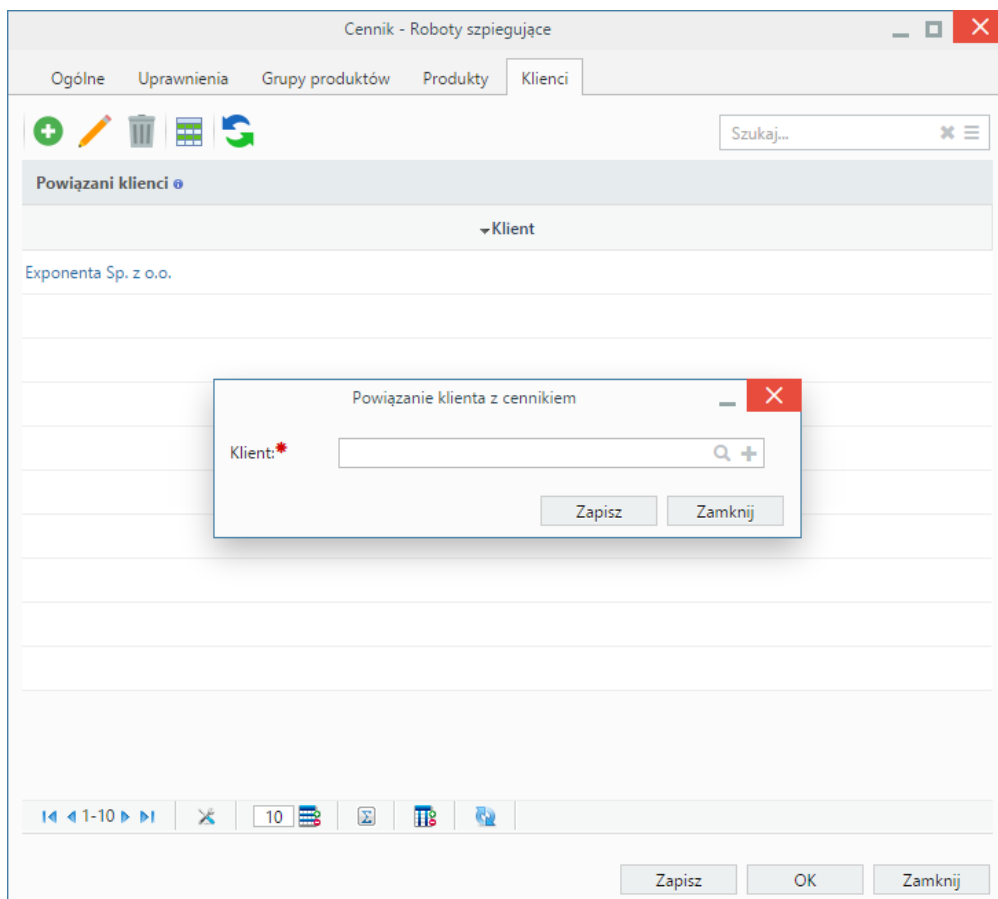 Cennik - Roboty szpiegujące
Ogólne Uprawnienia Grupy produktów Produkty Klienci
Szukaj...
Powiązani klienci
Klient
Exponenta Sp. z o.o.
Powiązanie klienta z cennikiem
Klient:*
Zapisz Zamknij
1-10 10
Zapisz OK Zamknij